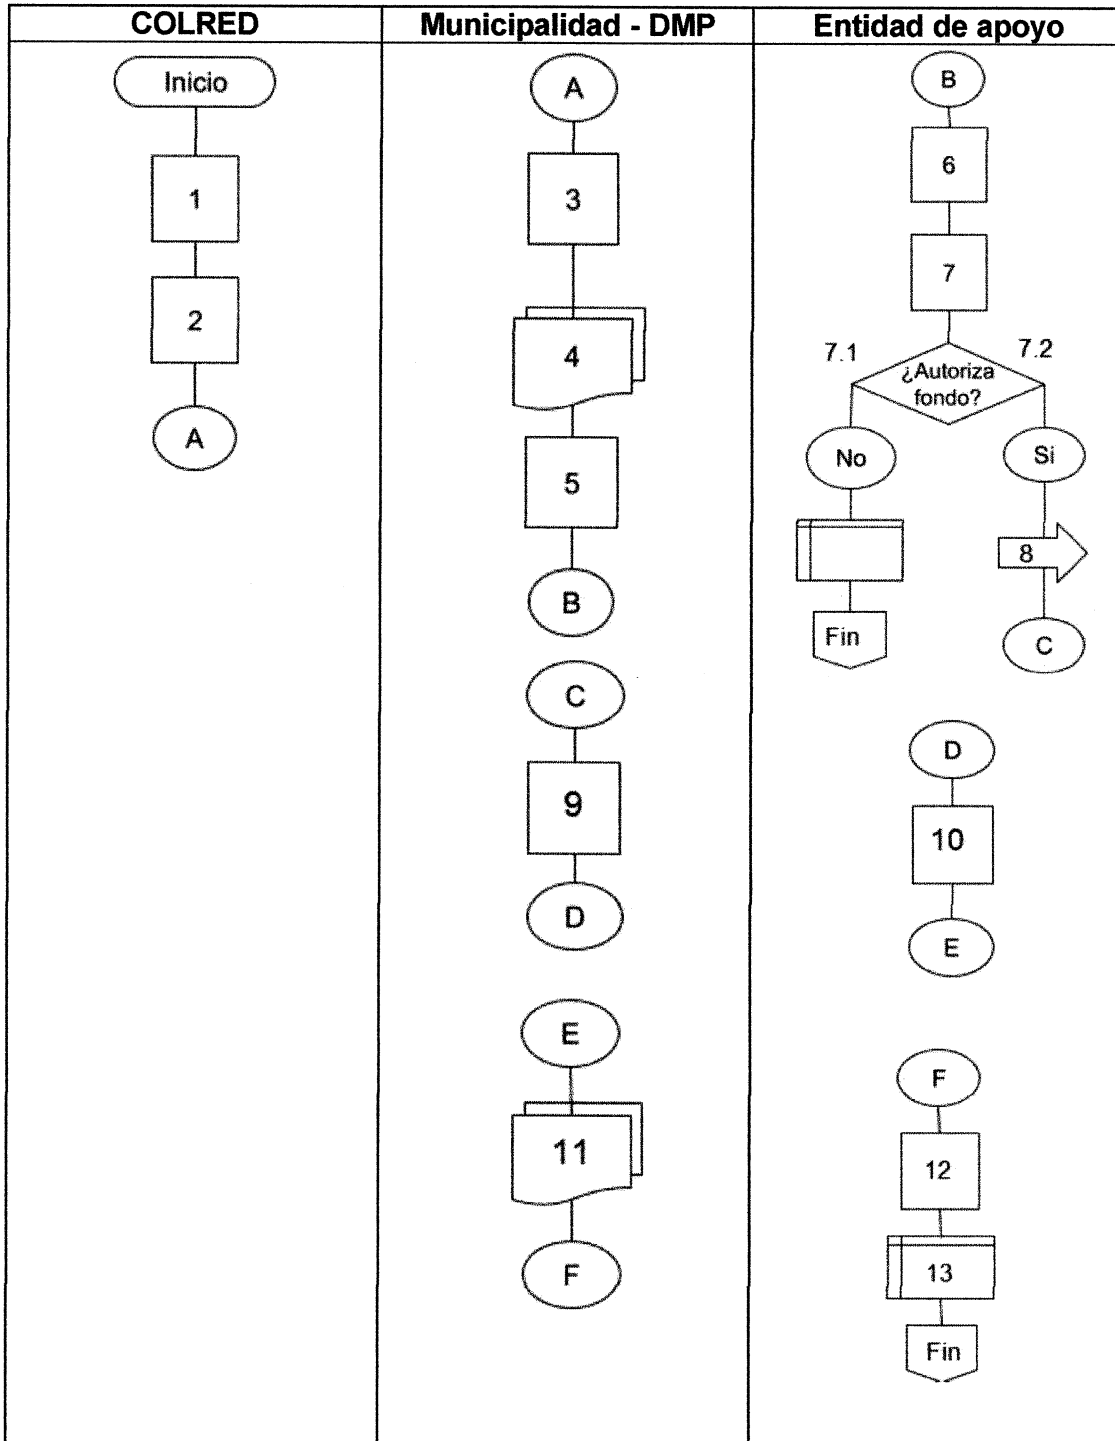 COLRED
Municipalidad - DMP
Entidad de apoyo
Inicio
1
2
A
A
3
4
5
B
C
9
D
E
11
F
B
6
7
7.1
7.2
¿Autoriza
fondo?
No
Si
8
Fin
C
D
10
E
F
12
13
Fin